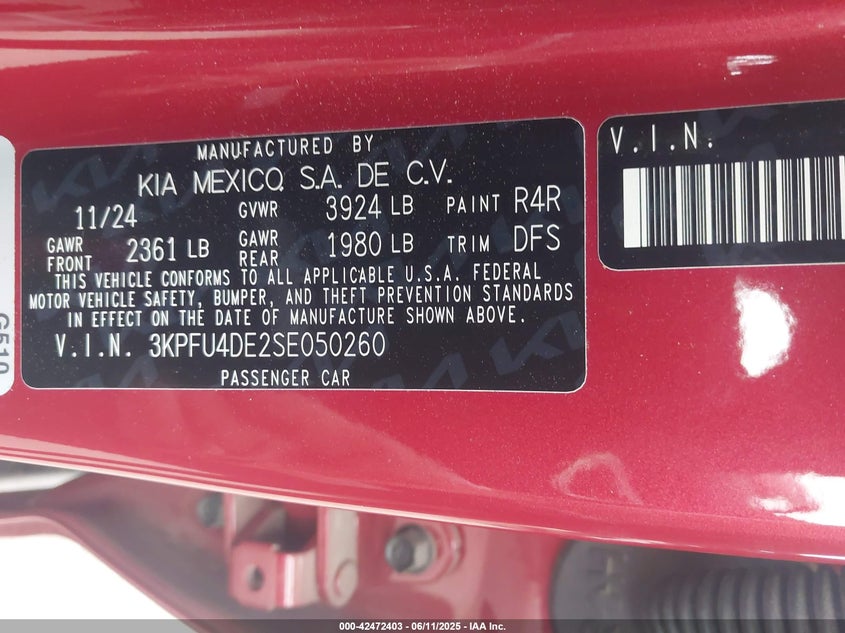 MANUFACTURED BY
KIA MEXICO S.A. DE C.V.
11/24 GVWR 3924 LB PAINT R4R
GAWR FRONT 2361 LB GAWR REAR 1980 LB TRIM DFS
THIS VEHICLE CONFORMS TO ALL APPLICABLE U.S.A. FEDERAL
MOTOR VEHICLE SAFETY, BUMPER, AND THEFT PREVENTION STANDARDS
IN EFFECT ON THE DATE OF MANUFACTURE SHOWN ABOVE.
V.I.N. 3KPFU4DE2SE050260
PASSENGER CAR
V.I.N.
G510
000-42472403 - 06/11/2025 - IAA Inc.